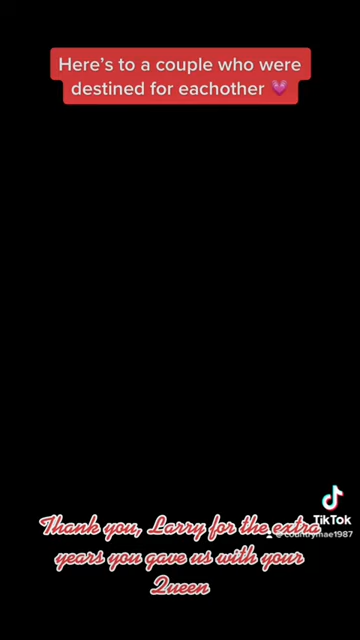 Here's to a couple who were
destined for eachother 💗
TikTok
@countrymae1987
Thank you, Larry for the extra
years you gave us with your
Queen